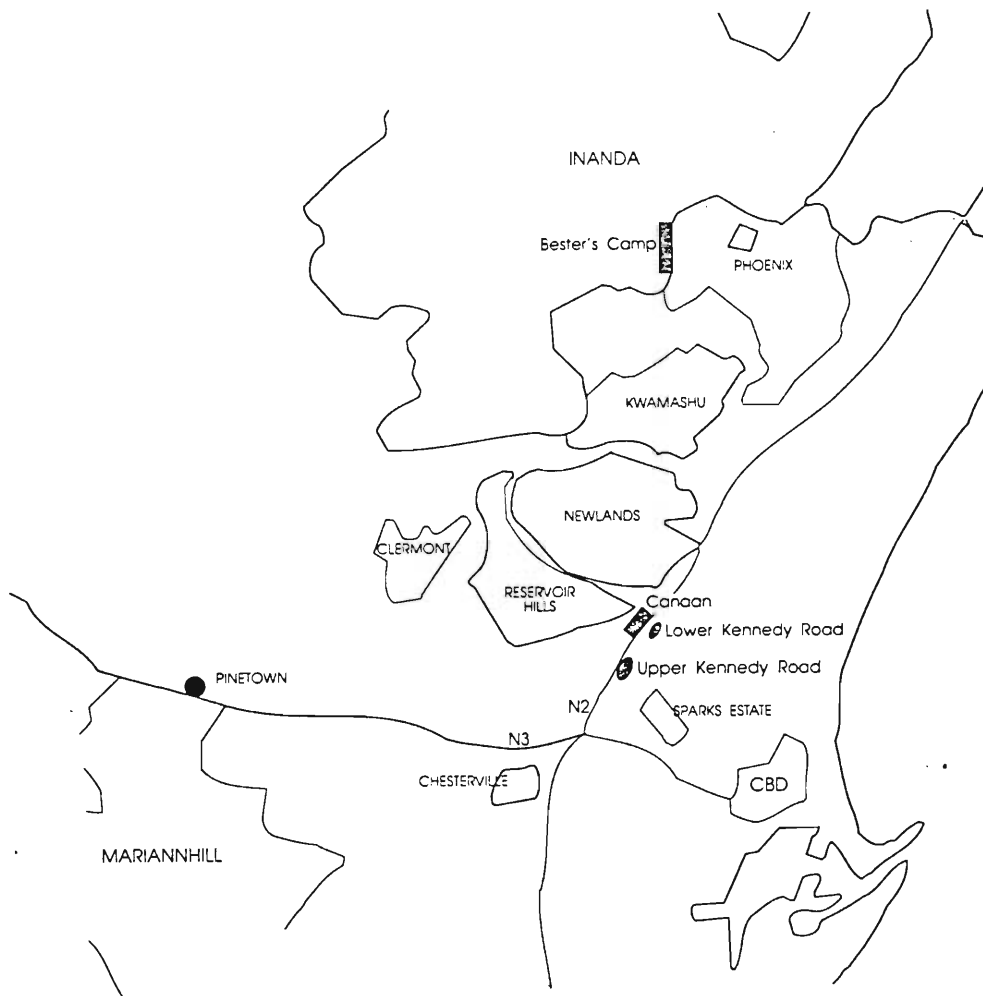 INANDA
Bester's Camp
PHOENIX
KWAMASHU
NEWLANDS
CLERMONT
RESERVOIR
HILLS
Canaan
Lower Kennedy Road
Upper Kennedy Road
PINETOWN
N2
SPARKS ESTATE
N3
CHESTERVILLE
CBD
MARIANNHILL